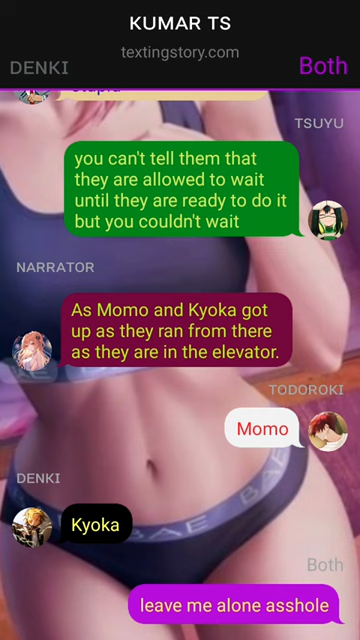 KUMAR TS
textingstory.com
DENKI
Both
TSUYU
you can't tell them that
they are allowed to wait
until they are ready to do it
but you couldn't wait
NARRATOR
As Momo and Kyoka got
up as they ran from there
as they are in the elevator.
TODOROKI
Momo
DENKI
Kyoka
BAE BAE
Both
leave me alone asshole